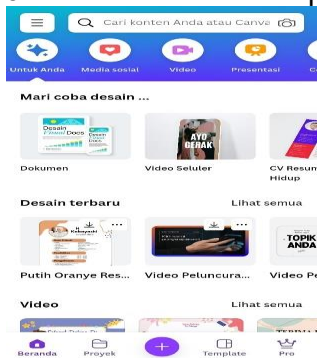 Cari konten Anda atau Canva
Untuk Anda
Media sosial
Video
Presentasi
Mari coba desain ...
Desain
Visual Docs
AYO
GERAK
Dokumen
Video Seluler
CV Resum
Hidup
Desain terbaru
Lihat semua
TOPIK
ANDA
Putih Oranye Res...
Video Peluncura...
Video Pe
Video
Lihat semua
Beranda
Proyek
Template
Pro